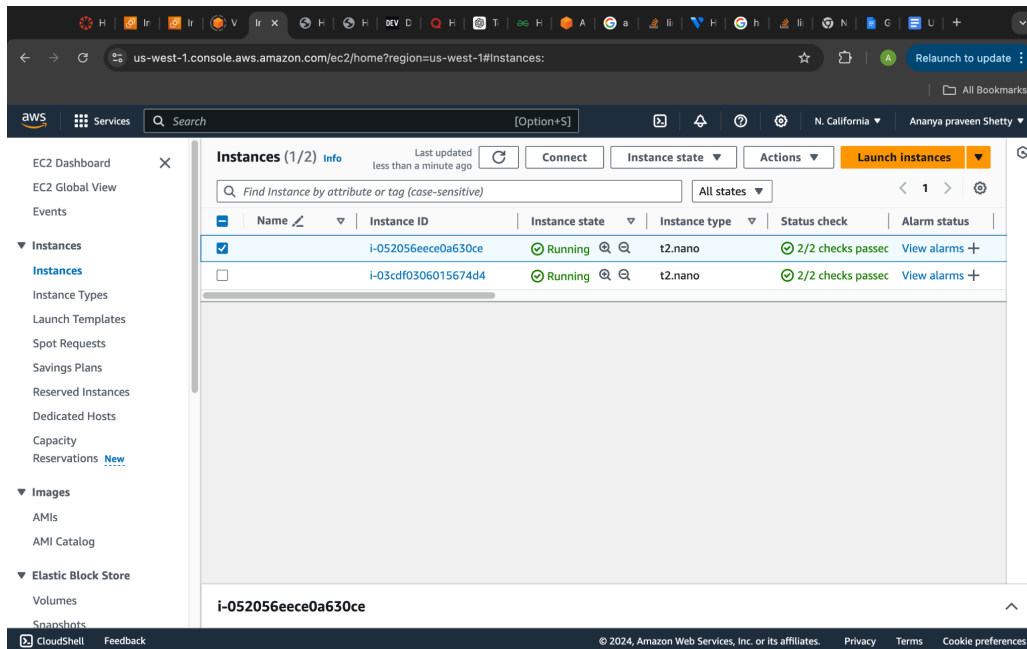 us-west-1.console.aws.amazon.com/ec2/home?region=us-west-1#Instances:
Relaunch to update
All Bookmarks
aws
Services
Search
[Option+S]
N. California
Ananya praveen Shetty
EC2 Dashboard
EC2 Global View
Events
Instances
Instances
Instance Types
Launch Templates
Spot Requests
Savings Plans
Reserved Instances
Dedicated Hosts
Capacity
Reservations New
Images
AMIs
AMI Catalog
Elastic Block Store
Volumes
Snapshots
Instances (1/2) Info
Last updated
less than a minute ago
Connect
Instance state
Actions
Launch instances
Find Instance by attribute or tag (case-sensitive)
All states
1
Name Instance ID Instance state Instance type Status check Alarm status
i-052056eece0a630ce Running t2.nano 2/2 checks passec View alarms +
i-03cdf0306015674d4 Running t2.nano 2/2 checks passec View alarms +
i-052056eece0a630ce
CloudShell Feedback © 2024, Amazon Web Services, Inc. or its affiliates. Privacy Terms Cookie preferences